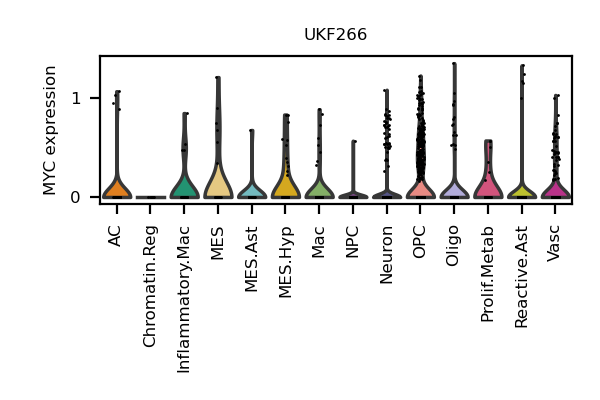 UKF266
MYC expression
1
0
AC
Chromatin.Reg
Inflammatory.Mac
MES
MES.Ast
MES.Hyp
Mac
NPC
Neuron
OPC
Oligo
Prolif.Metab
Reactive.Ast
Vasc